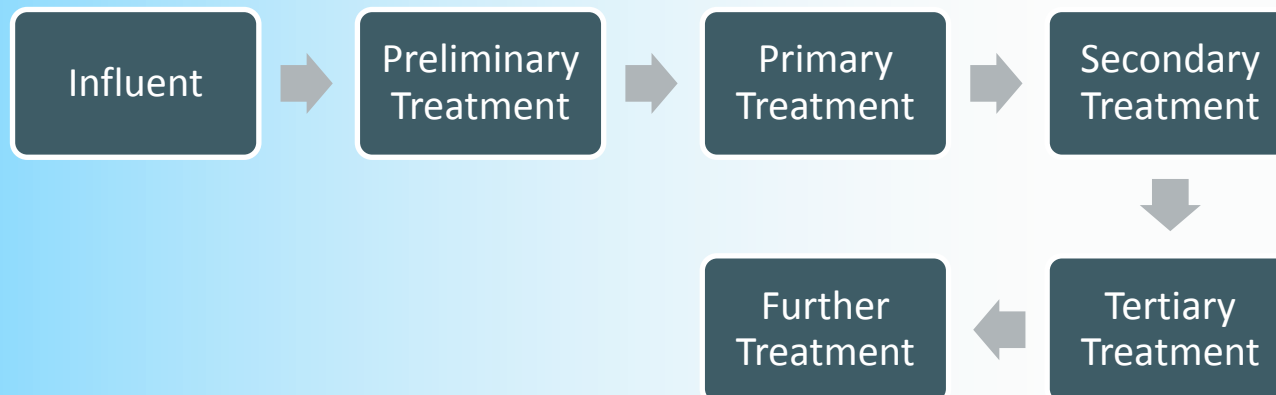 Influent
Preliminary
Treatment
Primary
Treatment
Secondary
Treatment
Tertiary
Treatment
Further
Treatment